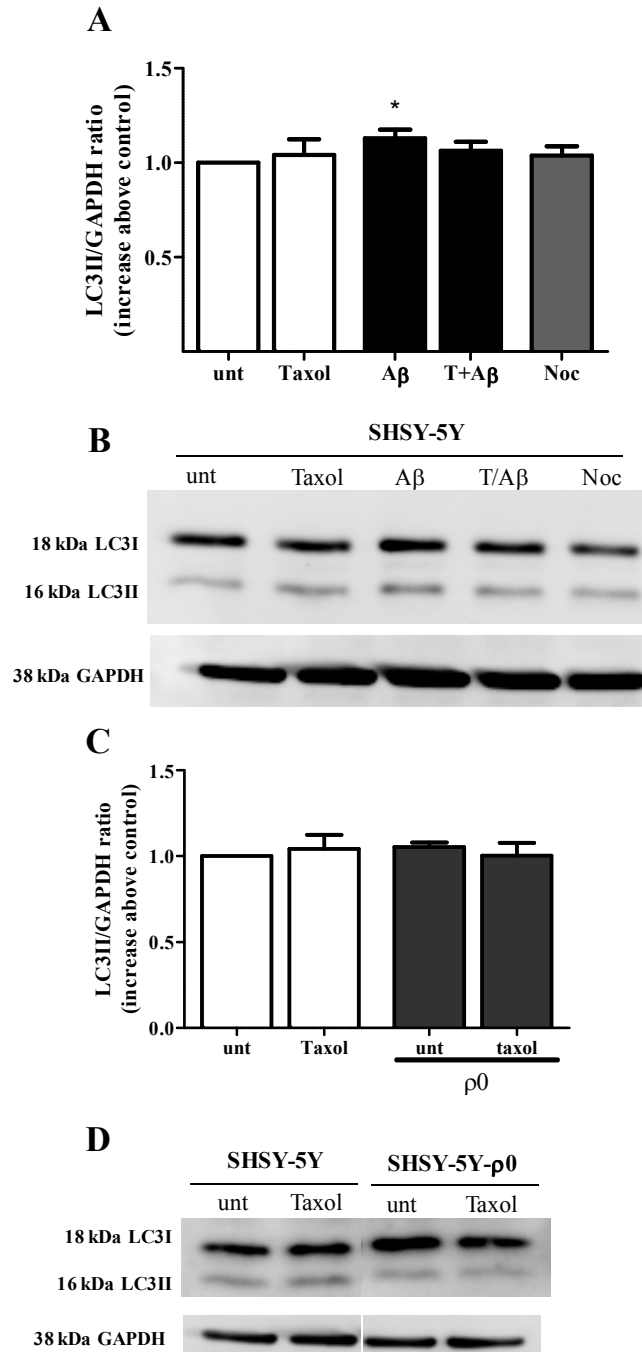 A
LC3II/GAPDH ratio
(increase above control)
1.5
1.0
0.5
*
unt Taxol Aβ T+Aβ Noc
B
SHSY-5Y
unt Taxol Aβ T/Aβ Noc
18 kDa LC3I
16 kDa LC3II
38 kDa GAPDH
C
LC3II/GAPDH ratio
(increase above control)
1.5
1.0
0.5
0.0
unt Taxol unt taxol
ρ0
D
SHSY-5Y SHSY-5Y-ρ0
unt Taxol unt Taxol
18 kDa LC3I
16 kDa LC3II
38 kDa GAPDH